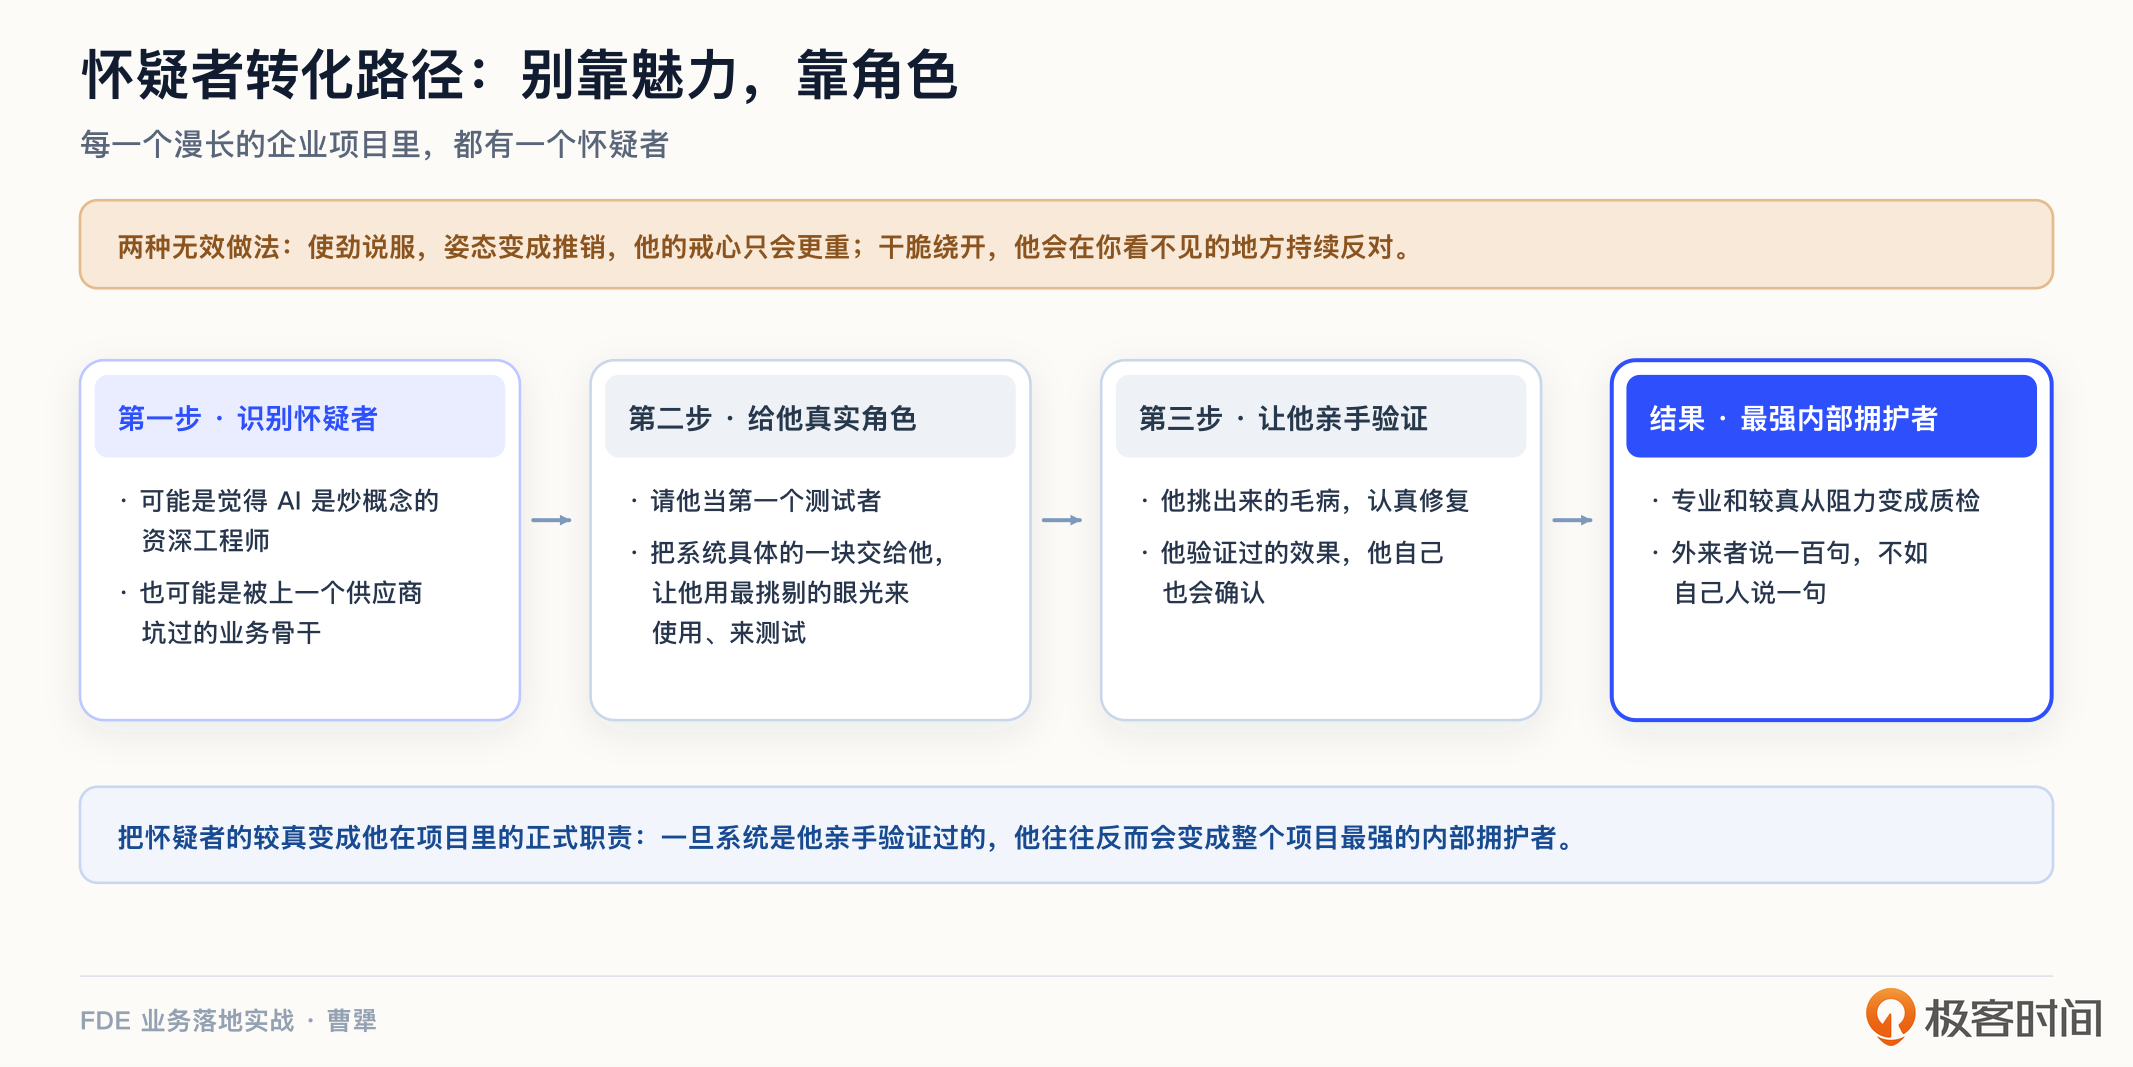 怀疑者转化路径：别靠魅力，靠角色
每一个漫长的企业项目里，都有一个怀疑者
两种无效做法：使劲说服，姿态变成推销，他的戒心只会更重；干脆绕开，他会在你看不见的地方持续反对。
第一步 · 识别怀疑者
· 可能是觉得 AI 是炒概念的
资深工程师
· 也可能是被上一个供应商
坑过的业务骨干
第二步 · 给他真实角色
· 请他当第一个测试者
· 把系统具体的一块交给他，
让他用最挑剔的眼光来
使用、来测试
第三步 · 让他亲手验证
· 他挑出来的毛病，认真修复
· 他验证过的效果，他自己
也会确认
结果 · 最强内部拥护者
· 专业和较真从阻力变成质检
· 外来者说一百句，不如
自己人说一句
把怀疑者的较真变成他在项目里的正式职责：一旦系统是他亲手验证过的，他往往反而会变成整个项目最强的内部拥护者。
FDE 业务落地实战 · 曹犟
极客时间